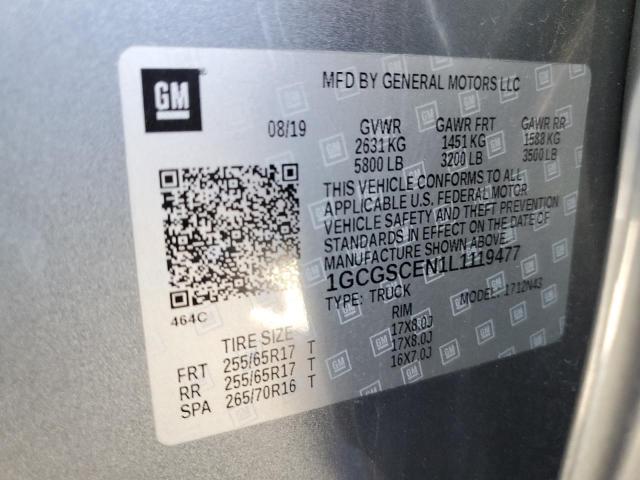 GM
MFD BY GENERAL MOTORS LLC
08/19 GVWR GAWR FRT GAWR RR
2631 KG 1451 KG 1588 KG
5800 LB 3200 LB 3500 LB
THIS VEHICLE CONFORMS TO ALL
APPLICABLE U.S. FEDERAL MOTOR
VEHICLE SAFETY AND THEFT PREVENTION
STANDARDS IN EFFECT ON THE DATE OF
MANUFACTURE SHOWN ABOVE.
1GCGSCEN1L1119477
TYPE: TRUCK MODEL: 1712N43
464C
TIRE SIZE RIM
FRT 255/65R17 T 17X8.0J
RR 255/65R17 T 17X8.0J
SPA 265/70R16 T 16X7.0J